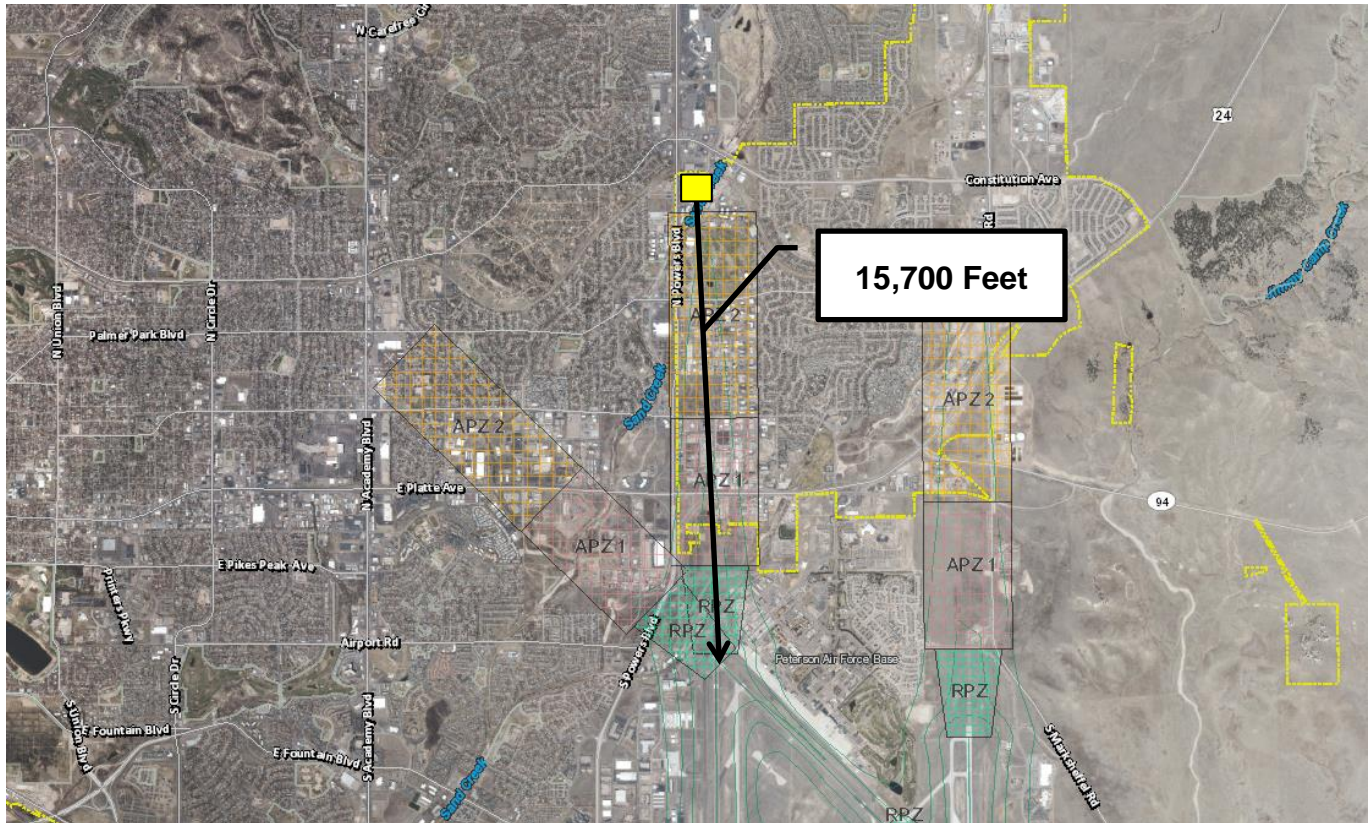 N Carefree Cir
24
Constitution Ave
Rd
N Powers Blvd
15,700 Feet
Jimmy Camp Creek
N Union Blvd
N Circle Dr
Palmer Park Blvd
APZ 2
Sand Creek
APZ 2
APZ 2
N Academy Blvd
E Platte Ave
APZ 1
94
APZ 1
E Pikes Peak Ave
APZ 1
Printers Pkwy
RPZ
RPZ
Airport Rd
S Powers Blvd
Peterson Air Force Base
RPZ
S Circle Dr
S Union Blvd
E Fountain Blvd
E Fountain Blvd
S Academy Blvd
Sand Creek
S Marksheffel Rd
RPZ